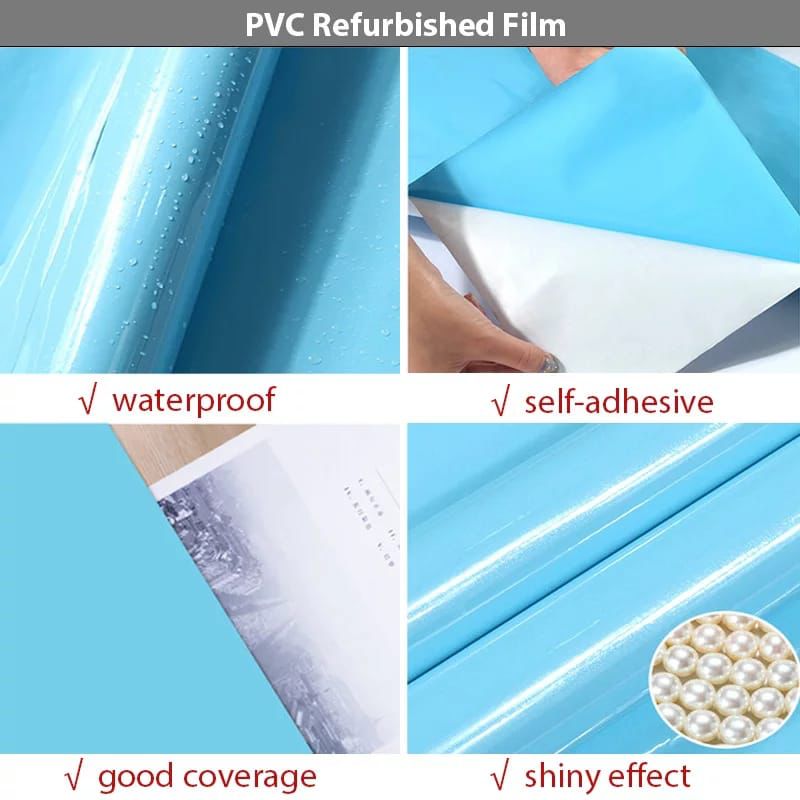 PVC Refurbished Film
√ waterproof
√ self-adhesive
√ good coverage
√ shiny effect